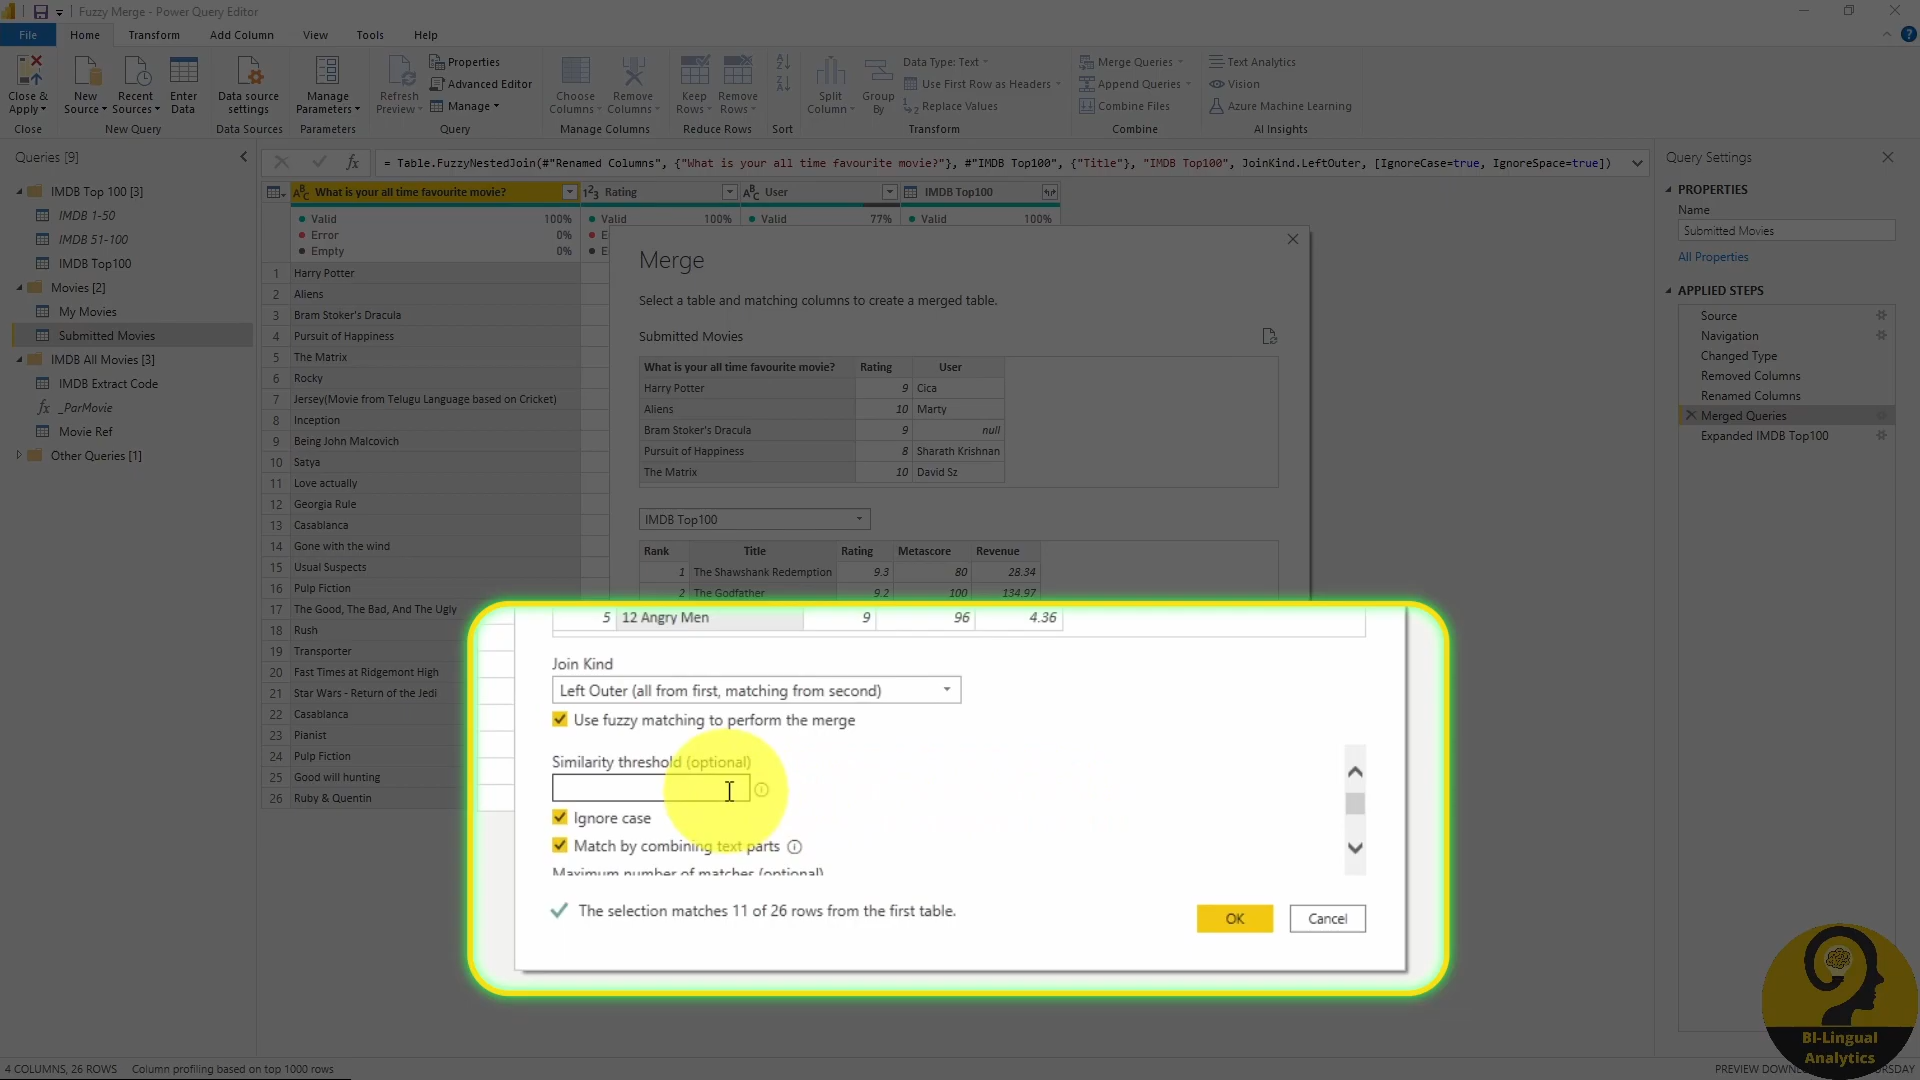 Fuzzy Merge - Power Query Editor
File Home Transform Add Column View Tools Help
Close & Apply
New Source
Recent Sources
Enter Data
Data source settings
Manage Parameters
Refresh Preview
Properties
Advanced Editor
Manage
Choose Columns
Remove Columns
Keep Rows
Remove Rows
Split Column
Group By
Data Type: Text
Use First Row as Headers
Replace Values
Merge Queries
Append Queries
Combine Files
Text Analytics
Vision
Azure Machine Learning
Close New Query Data Sources Parameters Query Manage Columns Reduce Rows Sort Transform Combine AI Insights
Queries [9]
IMDB Top 100 [3]
IMDB 1-50
IMDB 51-100
IMDB Top100
Movies [2]
My Movies
Submitted Movies
IMDB All Movies [3]
IMDB Extract Code
fx _ParMovie
Movie Ref
Other Queries [1]
fx = Table.FuzzyNestedJoin(#"Renamed Columns", {"What is your all time favourite movie?"}, #"IMDB Top100", {"Title"}, "IMDB Top100", JoinKind.LeftOuter, [IgnoreCase=true, IgnoreSpace=true])
ABC What is your all time favourite movie? 123 Rating ABC User IMDB Top100
Valid 100% Valid 100% Valid 77% Valid 100%
Error 0% E
Empty 0% E
1 Harry Potter
2 Aliens
3 Bram Stoker's Dracula
4 Pursuit of Happiness
5 The Matrix
6 Rocky
7 Jersey(Movie from Telugu Language based on Cricket)
8 Inception
9 Being John Malcovich
10 Satya
11 Love actually
12 Georgia Rule
13 Casablanca
14 Gone with the wind
15 Usual Suspects
16 Pulp Fiction
17 The Good, The Bad, And The Ugly
18 Rush
19 Transporter
20 Fast Times at Ridgemont High
21 Star Wars - Return of the Jedi
22 Casablanca
23 Pianist
24 Pulp Fiction
25 Good will hunting
26 Ruby & Quentin
Merge
Select a table and matching columns to create a merged table.
Submitted Movies
What is your all time favourite movie? Rating User
Harry Potter 9 Cica
Aliens 10 Marty
Bram Stoker's Dracula 9 null
Pursuit of Happiness 8 Sharath Krishnan
The Matrix 10 David Sz
IMDB Top100
Rank Title Rating Metascore Revenue
1 The Shawshank Redemption 9.3 80 28.34
2 The Godfather 9.2 100 134.97
5 12 Angry Men 9 96 4.36
Join Kind
Left Outer (all from first, matching from second)
Use fuzzy matching to perform the merge
Similarity threshold (optional)
Ignore case
Match by combining text parts
Maximum number of matches (optional)
The selection matches 11 of 26 rows from the first table.
OK Cancel
Query Settings
PROPERTIES
Name
Submitted Movies
All Properties
APPLIED STEPS
Source
Navigation
Changed Type
Removed Columns
Renamed Columns
Merged Queries
Expanded IMDB Top100
BI-Lingual
Analytics
4 COLUMNS, 26 ROWS Column profiling based on top 1000 rows
PREVIEW